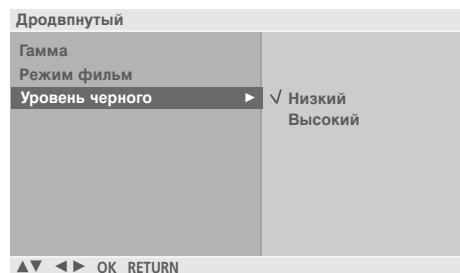 Дродвпнутый
Гамма
Режим фильм
Уровень черного ► √ Низкий
Высокий
▲▼ ◄► OK RETURN